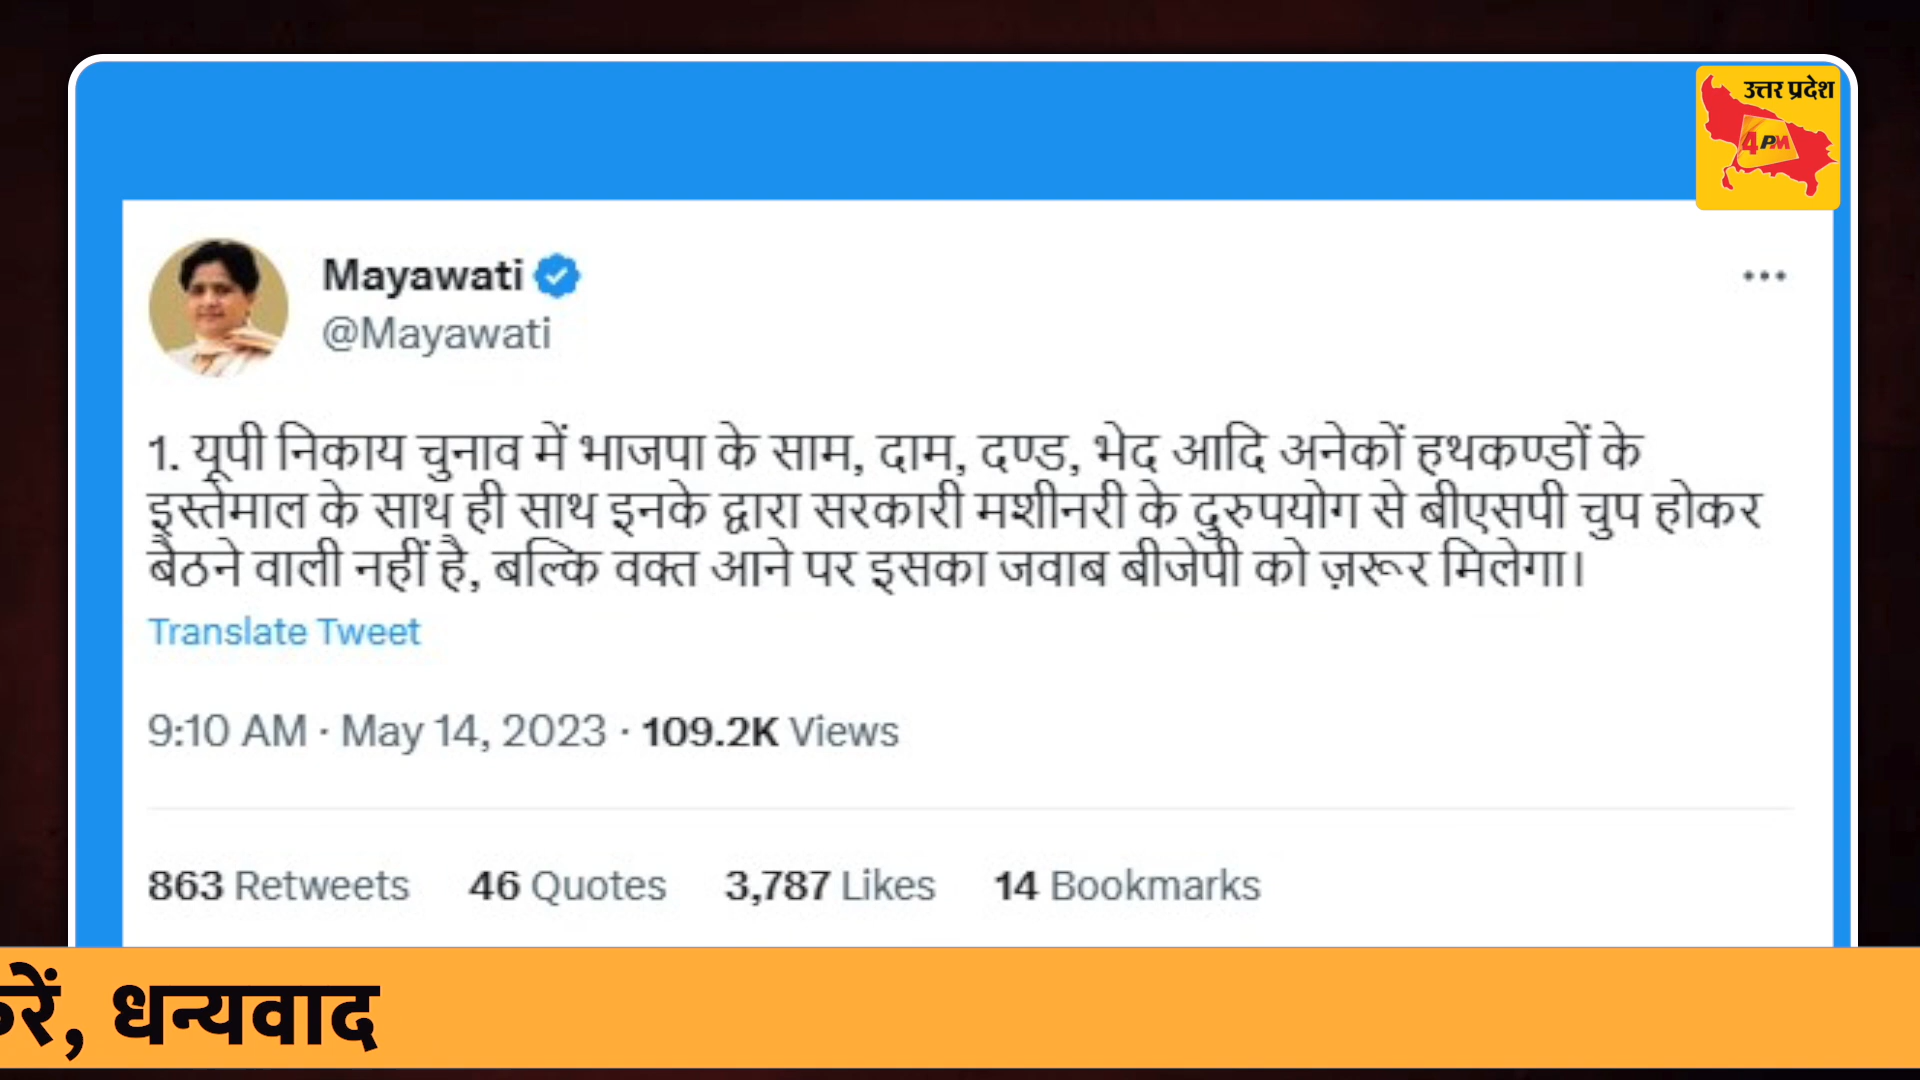 उत्तर प्रदेश
4PM
Mayawati
@Mayawati
1. यूपी निकाय चुनाव में भाजपा के साम, दाम, दण्ड, भेद आदि अनेकों हथकण्डों के
इस्तेमाल के साथ ही साथ इनके द्वारा सरकारी मशीनरी के दुरुपयोग से बीएसपी चुप होकर
बैठने वाली नहीं है, बल्कि वक्त आने पर इसका जवाब बीजेपी को ज़रूर मिलेगा।
Translate Tweet
9:10 AM · May 14, 2023 · 109.2K Views
863 Retweets 46 Quotes 3,787 Likes 14 Bookmarks
धन्यवाद